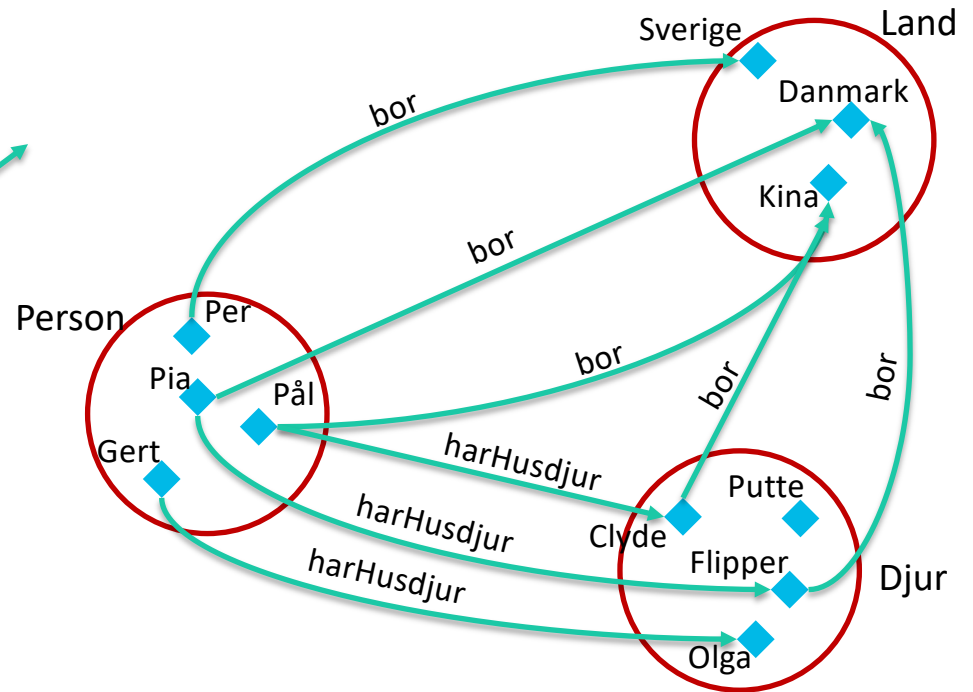 Land
Sverige
Danmark
bor
Kina
bor
Person
Per
Pia
Pål
bor
bor
bor
Gert
harHusdjur
Putte
harHusdjur
Clyde
Flipper
harHusdjur
Djur
Olga